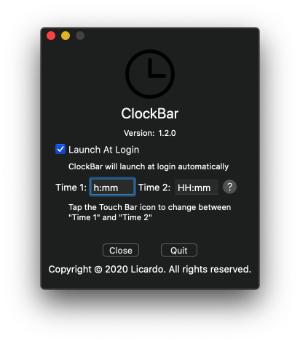 ClockBar
Version: 1.2.0
Launch At Login
ClockBar will launch at login automatically
Time 1: h:mm Time 2: HH:mm ?
Tap the Touch Bar icon to change between
"Time 1" and "Time 2"
Close Quit
Copyright © 2020 Licardo. All rights reserved.